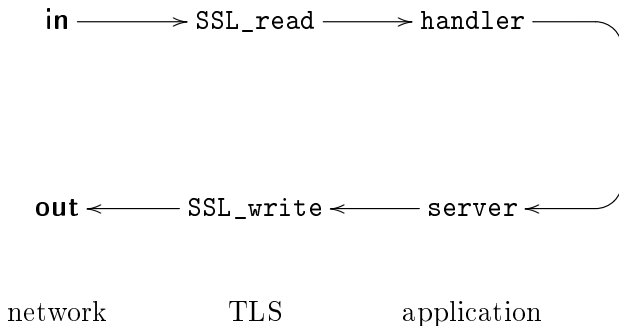 in SSL_read handler
out SSL_write server
network TLS application